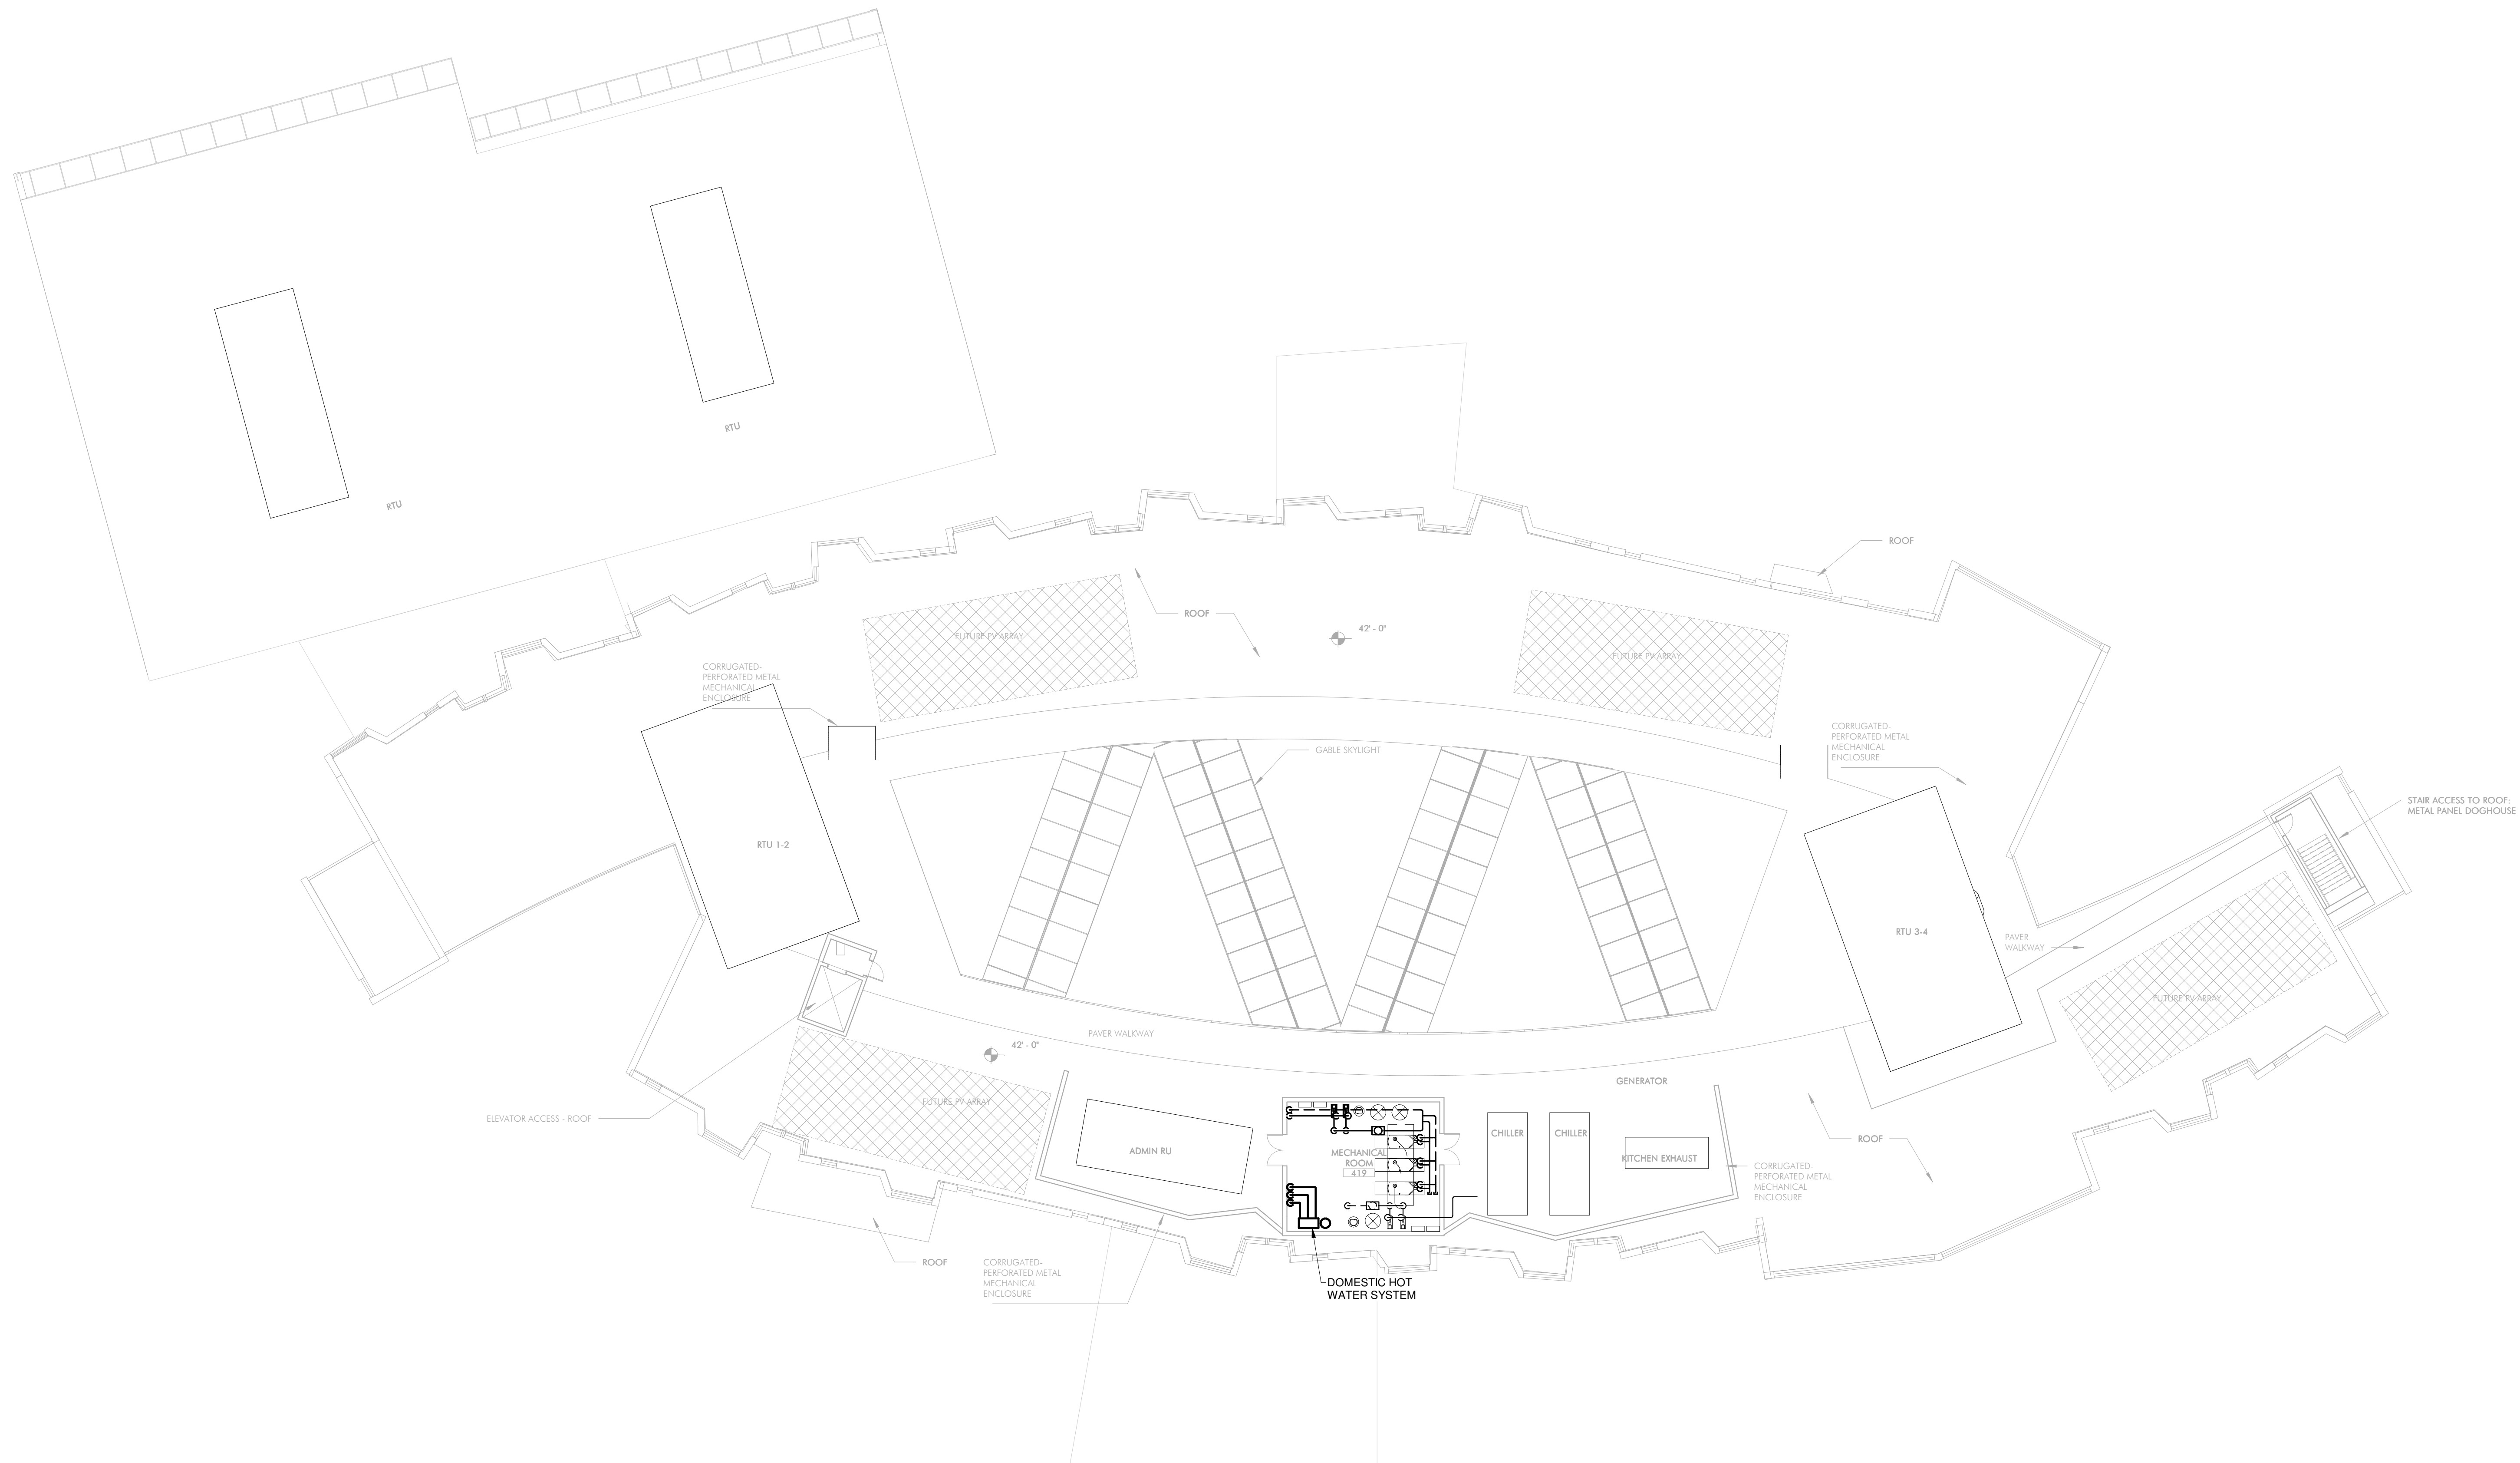 RTU
RTU
ROOF
ROOF
42' - 0"
FUTURE PV ARRAY
FUTURE PV ARRAY
CORRUGATED-
PERFORATED METAL
MECHANICAL
ENCLOSURE
CORRUGATED-
PERFORATED METAL
MECHANICAL
ENCLOSURE
GABLE SKYLIGHT
STAIR ACCESS TO ROOF:
METAL PANEL DOGHOUSE
RTU 1-2
RTU 3-4
PAVER
WALKWAY
FUTURE PV ARRAY
PAVER WALKWAY
42' - 0"
GENERATOR
FUTURE PV ARRAY
ELEVATOR ACCESS - ROOF
CHILLER
CHILLER
ROOF
ADMIN RU
MECHANICAL
ROOM
419
KITCHEN EXHAUST
CORRUGATED-
PERFORATED METAL
MECHANICAL
ENCLOSURE
ROOF
CORRUGATED-
PERFORATED METAL
MECHANICAL
ENCLOSURE
DOMESTIC HOT
WATER SYSTEM